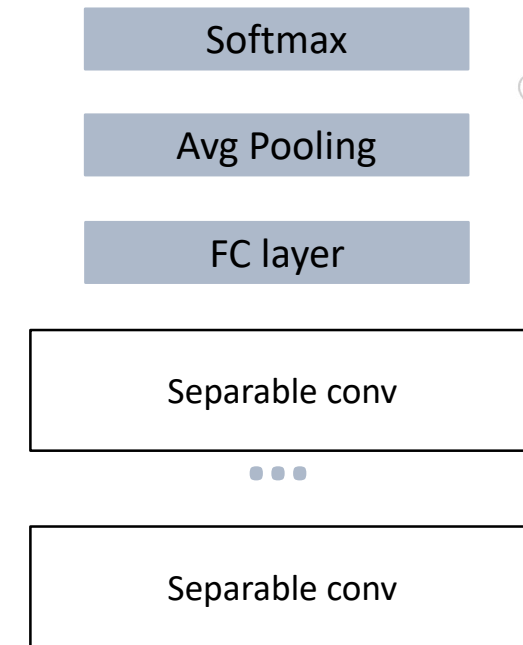 Softmax
Avg Pooling
FC layer
Separable conv
Separable conv